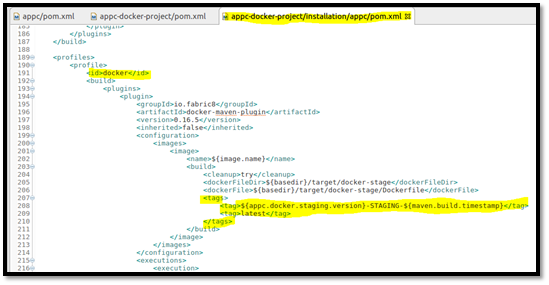 appc/pom.xml appc-docker-project/pom.xml appc-docker-project/installation/appc/pom.xml
185 </plugin>
186 </plugins>
187 </build>
188
189 <profiles>
190 <profile>
191 <id>docker</id>
192 <build>
193 <plugins>
194 <plugin>
195 <groupId>io.fabric8</groupId>
196 <artifactId>docker-maven-plugin</artifactId>
197 <version>0.16.5</version>
198 <inherited>false</inherited>
199 <configuration>
200 <images>
201 <image>
202 <name>${image.name}</name>
203 <build>
204 <cleanup>try</cleanup>
205 <dockerFileDir>${basedir}/target/docker-stage</dockerFileDir>
206 <dockerFile>${basedir}/target/docker-stage/Dockerfile</dockerFile>
207 <tags>
208 <tag>${appc.docker.staging.version}-STAGING-${maven.build.timestamp}</tag>
209 <tag>latest</tag>
210 </tags>
211 </build>
212 </image>
213 </images>
214 </configuration>
215 <executions>
216 <execution>